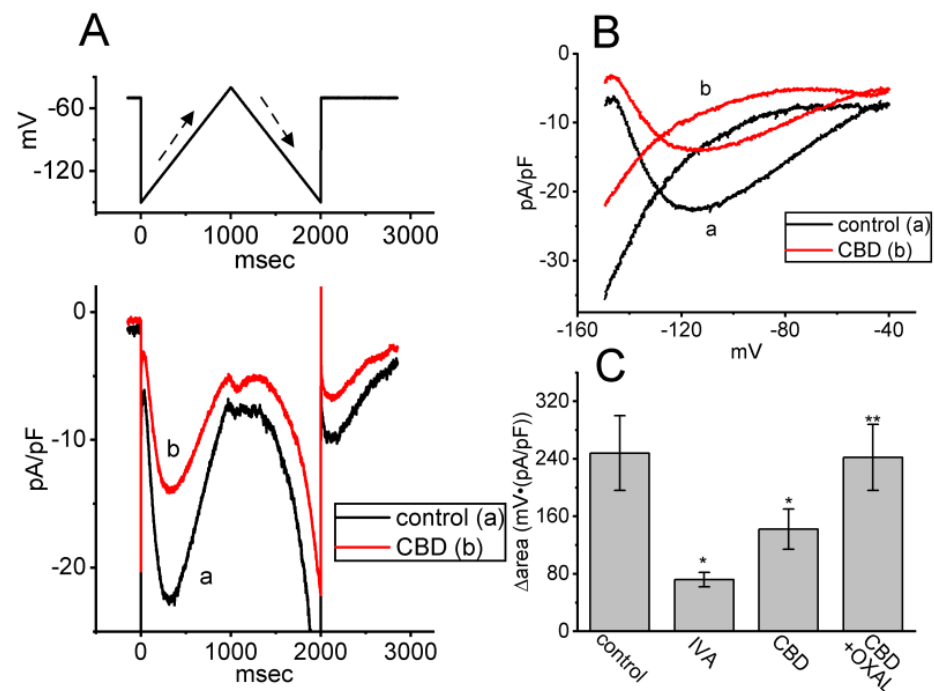 A
mV
-60
-120
0
1000
2000
3000
msec
pA/pF
0
-10
-20
b
a
control (a)
CBD (b)
0
1000
2000
3000
msec
B
pA/pF
0
-10
-20
-30
b
a
control (a)
CBD (b)
-160
-120
-80
-40
mV
C
Δarea (mV•(pA/pF))
320
240
160
80
0
*
*
**
control
IVA
CBD
CBD
+OXAL